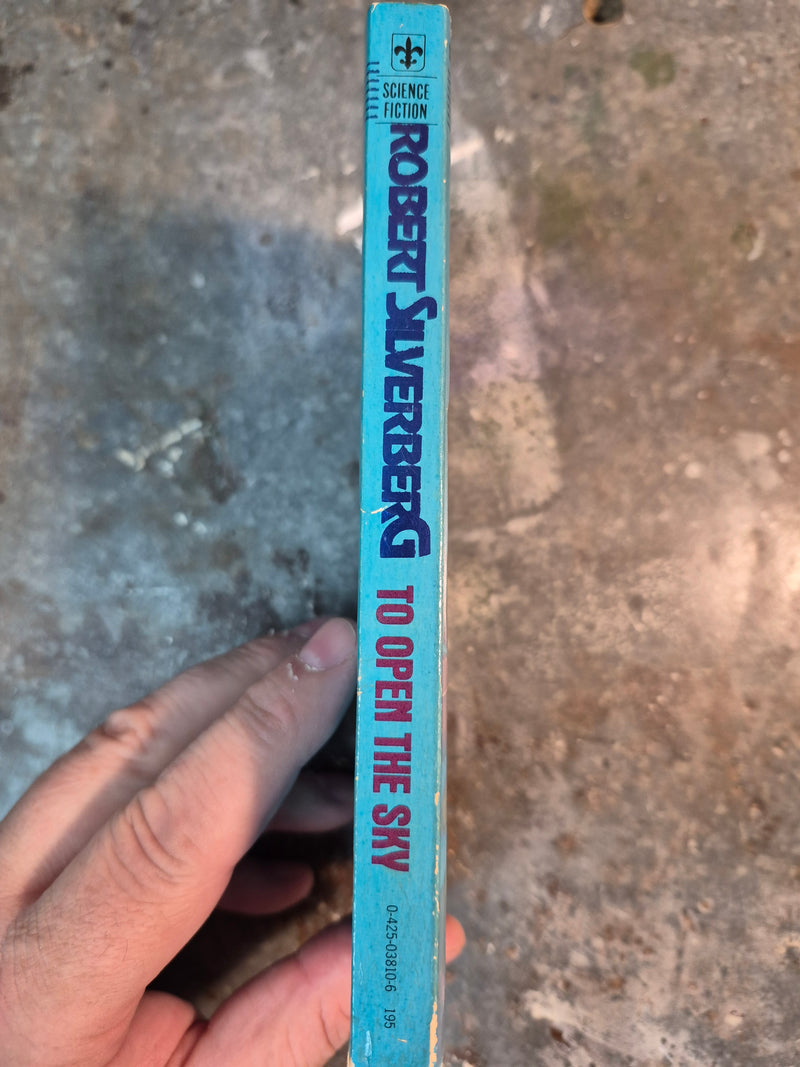 SCIENCE
FICTION
ROBERT SILVERBERG
TO OPEN THE SKY
0-425-03810-6 195